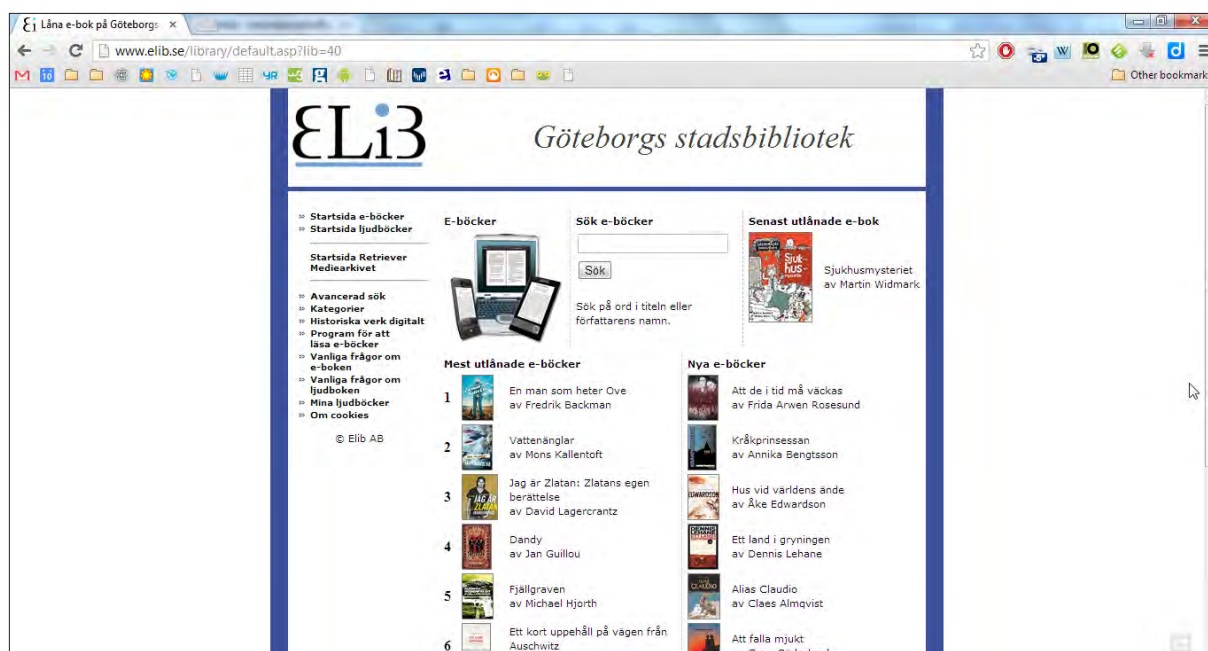 Låna e-bok på Göteborgs
www.elib.se/library/default.asp?lib=40
Other bookmark
ELiB
Göteborgs stadsbibliotek
» Startsida e-böcker
» Startsida ljudböcker
Startsida Retriever
Mediearkivet
» Avancerad sök
» Kategorier
» Historiska verk digitalt
» Program för att
läsa e-böcker
» Vanliga frågor om
e-boken
» Vanliga frågor om
ljudboken
» Mina ljudböcker
» Om cookies
© Elib AB
E-böcker
Sök e-böcker
Sök
Sök på ord i titeln eller
författarens namn.
Senast utlånade e-bok
Sjukhusmysteriet
av Martin Widmark
Mest utlånade e-böcker
1 En man som heter Ove
av Fredrik Backman
2 Vattenänglar
av Mons Kallentoft
3 Jag är Zlatan: Zlatans egen
berättelse
av David Lagercrantz
4 Dandy
av Jan Guillou
5 Fjällgraven
av Michael Hjorth
6 Ett kort uppehåll på vägen från
Auschwitz
Nya e-böcker
Att de i tid må väckas
av Frida Arwen Rosesund
Kråkprinsessan
av Annika Bengtsson
Hus vid världens ände
av Åke Edwardson
Ett land i gryningen
av Dennis Lehane
Alias Claudio
av Claes Almqvist
Att falla mjukt